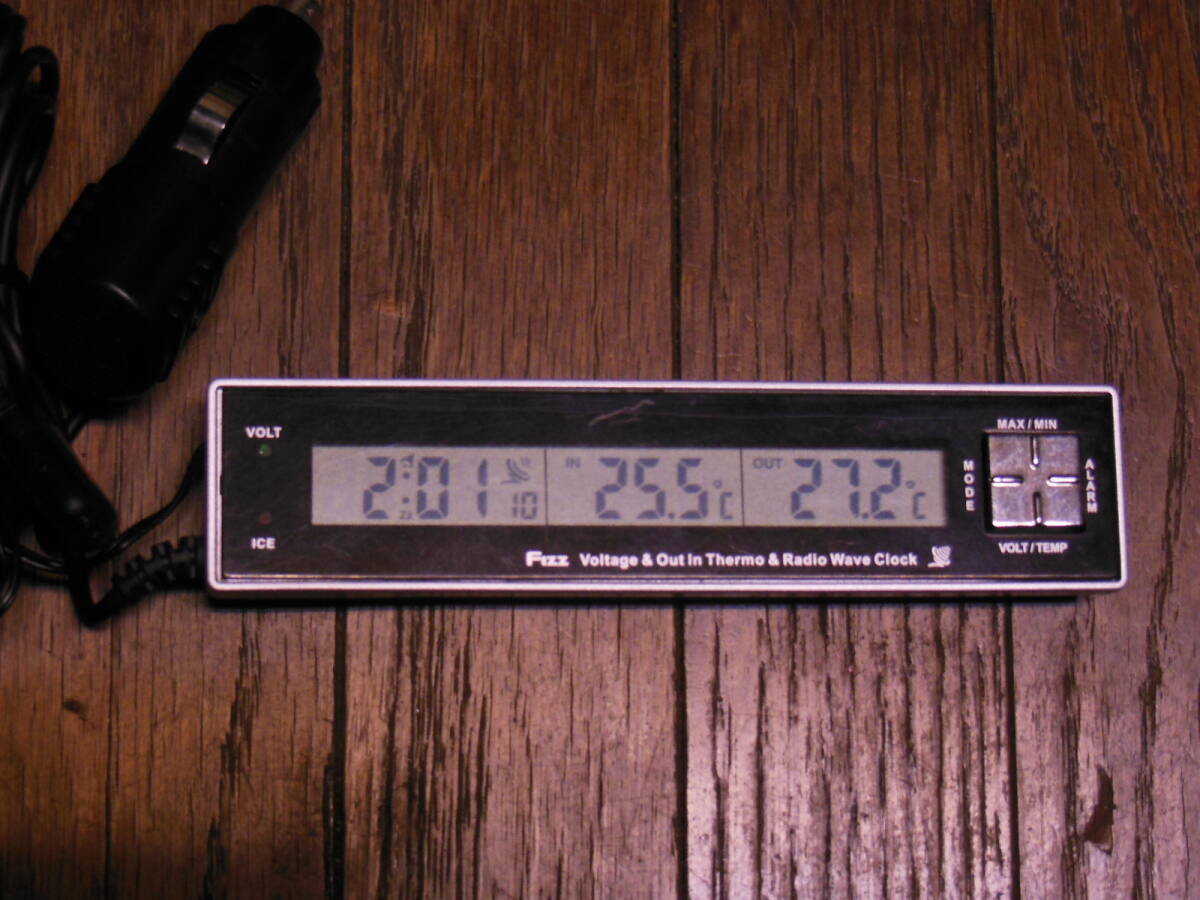 VOLT
ICE
2:01 10
IN 25.5°C
OUT 27.2°C
MODE
MAX / MIN
ALARM
VOLT / TEMP
FIZZ Voltage & Out In Thermo & Radio Wave Clock